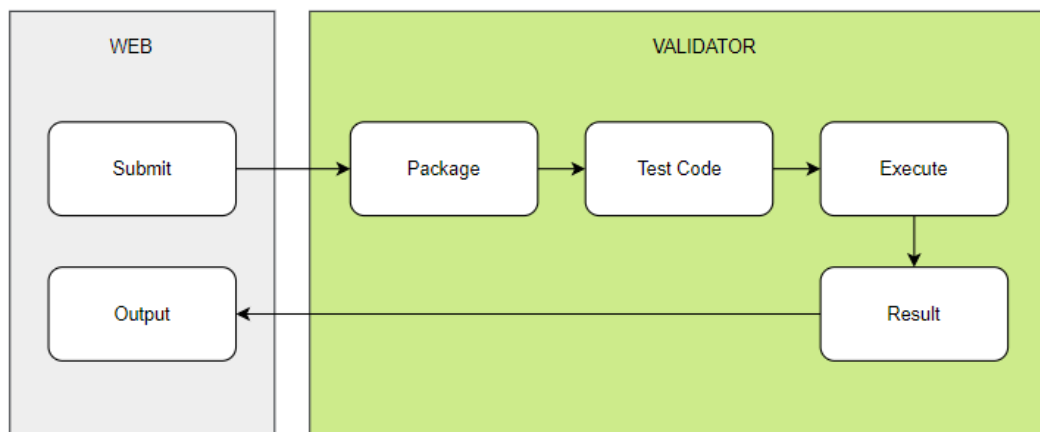 WEB
VALIDATOR
Submit
Package
Test Code
Execute
Output
Result